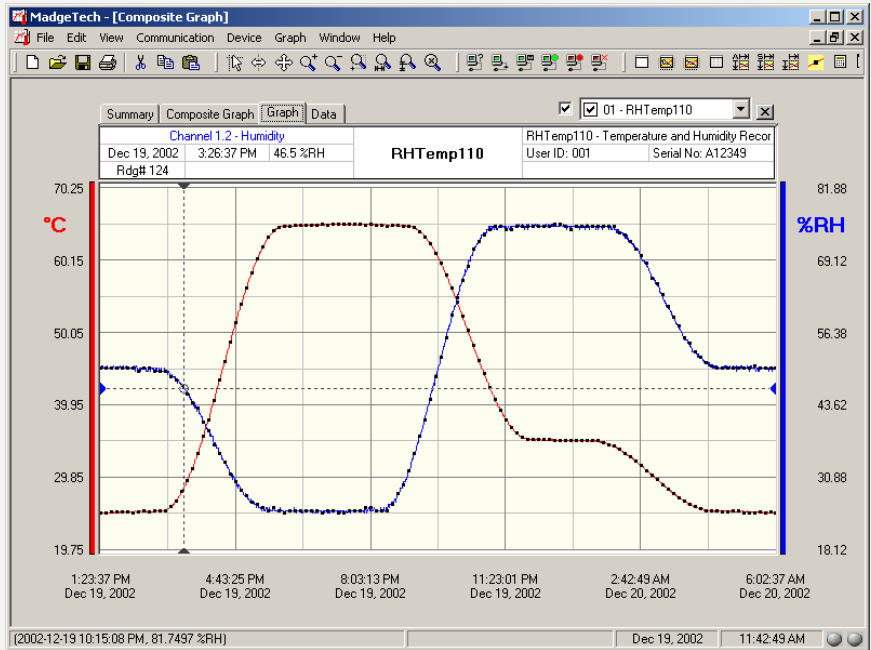 MadgeTech - [Composite Graph]
File Edit View Communication Device Graph Window Help
Summary Composite Graph Graph Data 01 - RHTemp110
Channel 1.2 - Humidity
Dec 19, 2002 3:26:37 PM 46.5 %RH
Rdg# 124
RHTemp110
RHTemp110 - Temperature and Humidity Recor
User ID: 001 Serial No: A12349
70.25 81.88
°C %RH
60.15 69.12
50.05 56.38
39.95 43.62
29.85 30.88
19.75 18.12
1:23:37 PM 4:43:25 PM 8:03:13 PM 11:23:01 PM 2:42:49 AM 6:02:37 AM
Dec 19, 2002 Dec 19, 2002 Dec 19, 2002 Dec 19, 2002 Dec 20, 2002 Dec 20, 2002
(2002-12-19 10:15:08 PM, 81.7497 %RH) Dec 19, 2002 11:42:49 AM